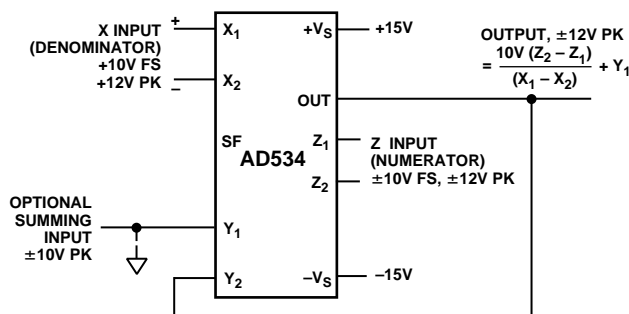 X INPUT
(DENOMINATOR)
+10V FS
+12V PK
+
–
X1
X2
SF
Y1
Y2
AD534
+VS
OUT
Z1
Z2
–VS
+15V
OUTPUT, ±12V PK
= 10V (Z2 – Z1) / (X1 – X2) + Y1
Z INPUT
(NUMERATOR)
±10V FS, ±12V PK
–15V
OPTIONAL
SUMMING
INPUT
±10V PK